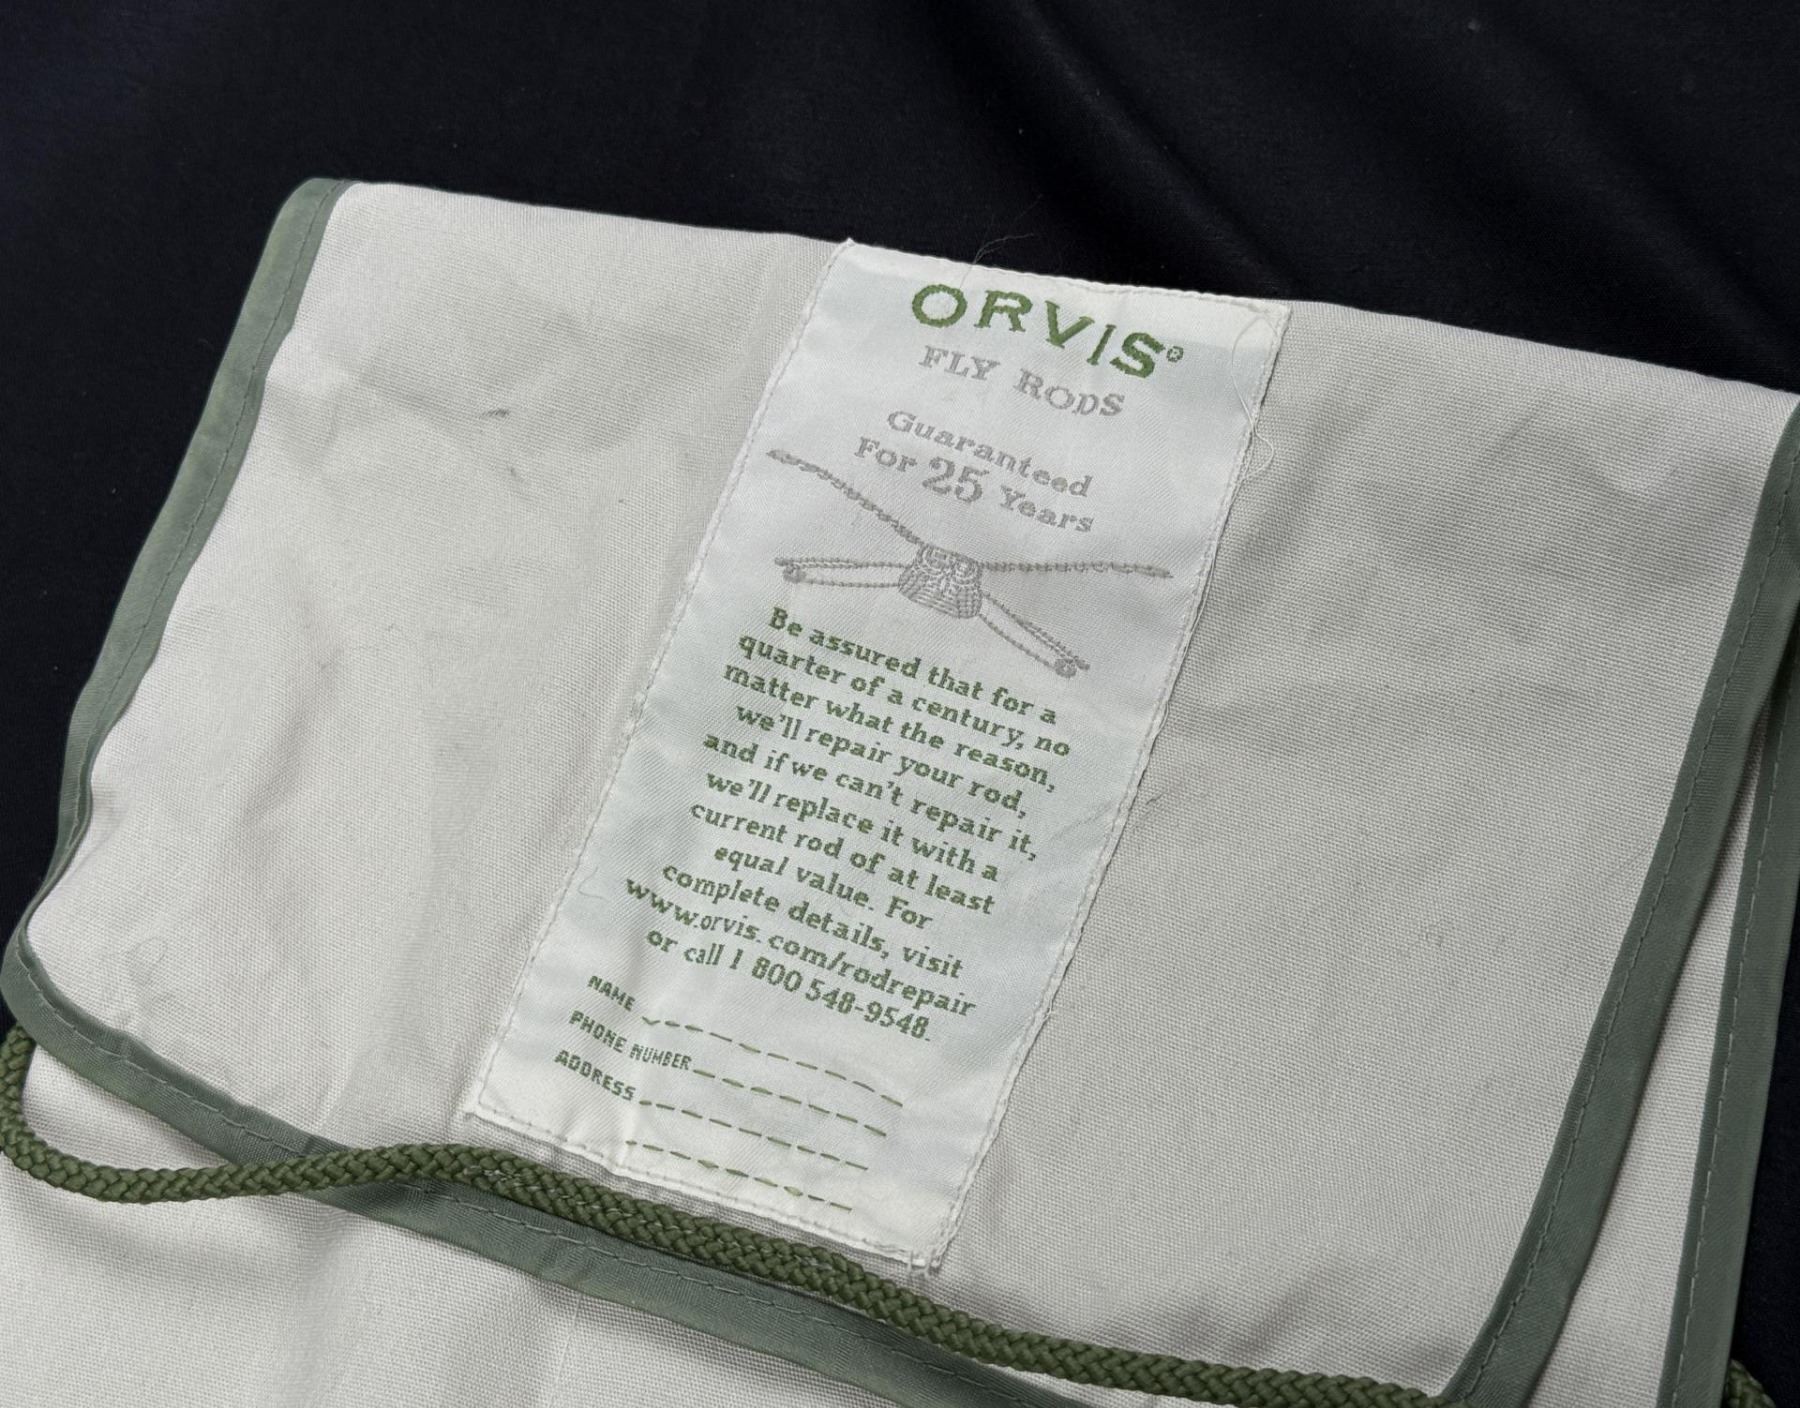 ORVIS®
FLY RODS
Guaranteed
For 25 Years
Be assured that for a
quarter of a century, no
matter what the reason,
we'll repair your rod,
and if we can't repair it,
we'll replace it with a
current rod of at least
equal value. For
complete details, visit
www.orvis.com/rodrepair
or call 1 800 548-9548.
NAME
PHONE NUMBER
ADDRESS